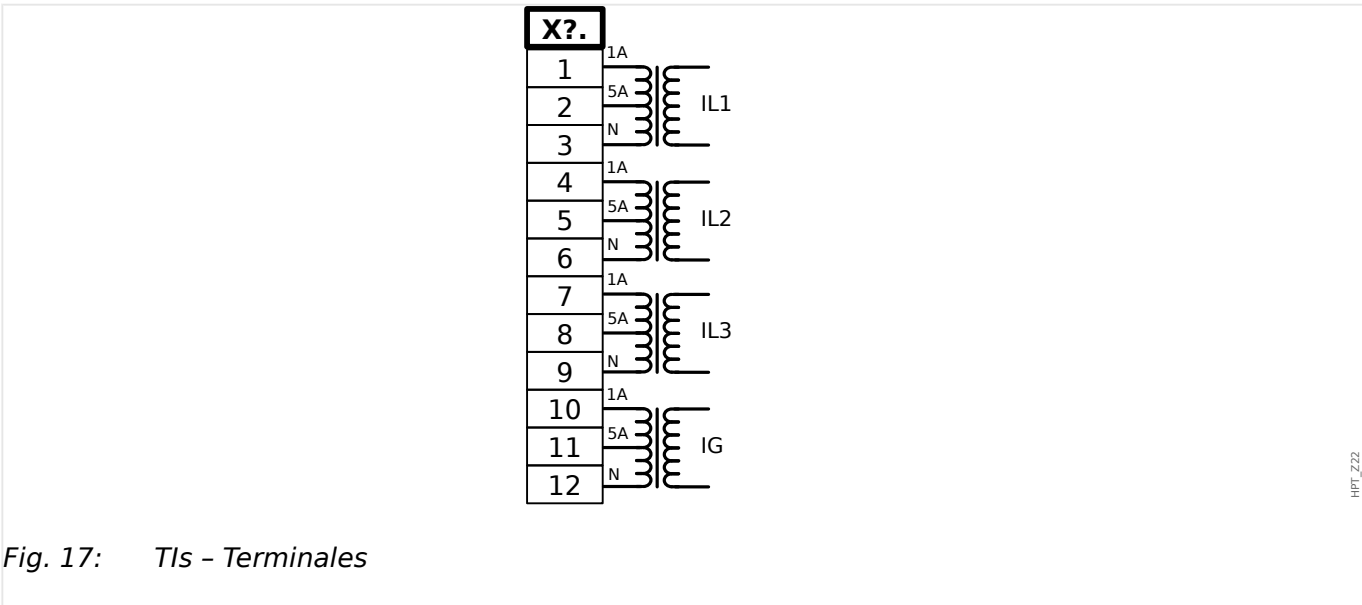 X?.
1A
1
5A
2
IL1
N
3
1A
4
5A
5
IL2
N
6
1A
7
5A
8
IL3
N
9
1A
10
5A
11
IG
N
12
HPT_Z22
Fig. 17: TIs – Terminales